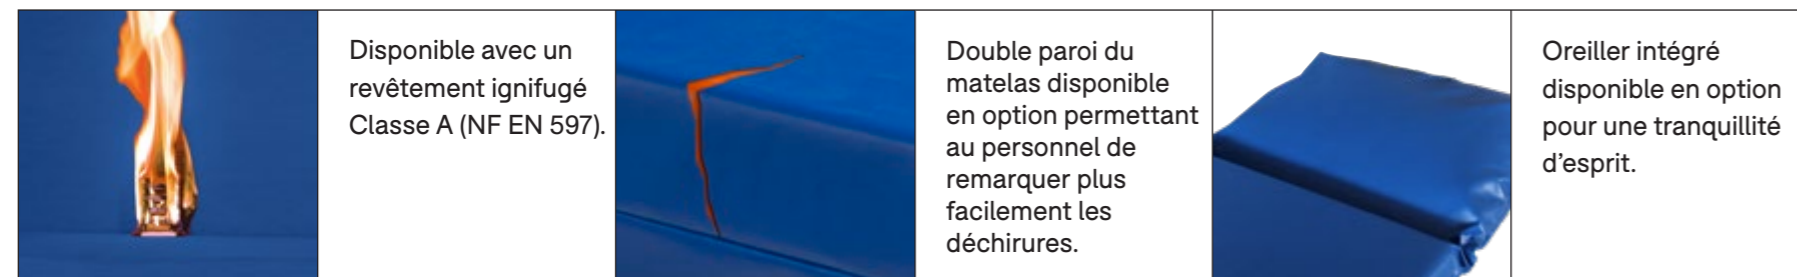 Disponible avec un
revêtement ignifugé
Classe A (NF EN 597).
Double paroi du
matelas disponible
en option permettant
au personnel de
remarquer plus
facilement les
déchirures.
Oreiller intégré
disponible en option
pour une tranquillité
d’esprit.